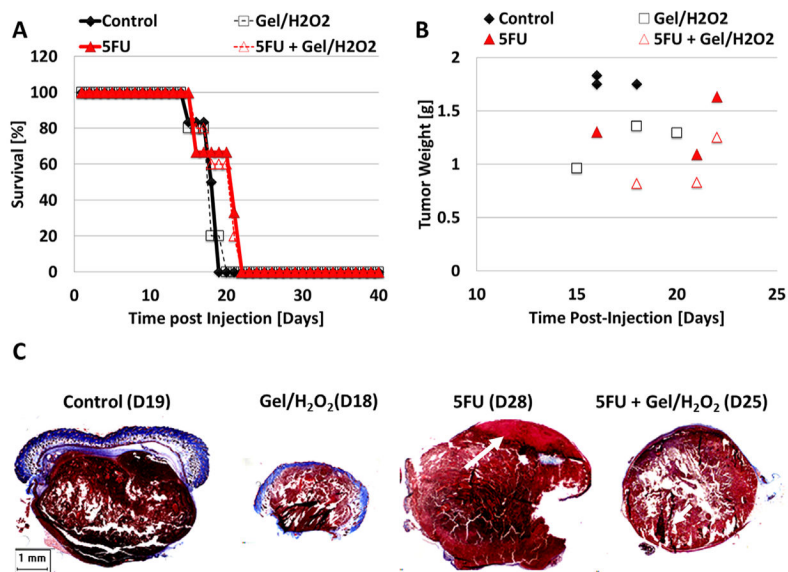 A
Control
Gel/H2O2
5FU
5FU + Gel/H2O2
120
100
80
60
40
20
0
Survival [%]
0
10
20
30
40
Time post Injection [Days]
B
Control
Gel/H2O2
5FU
5FU + Gel/H2O2
2
1.5
1
0.5
0
Tumor Weight [g]
10
15
20
25
Time Post-Injection [Days]
C
Control (D19)
Gel/H₂O₂(D18)
5FU (D28)
5FU + Gel/H₂O₂ (D25)
1 mm